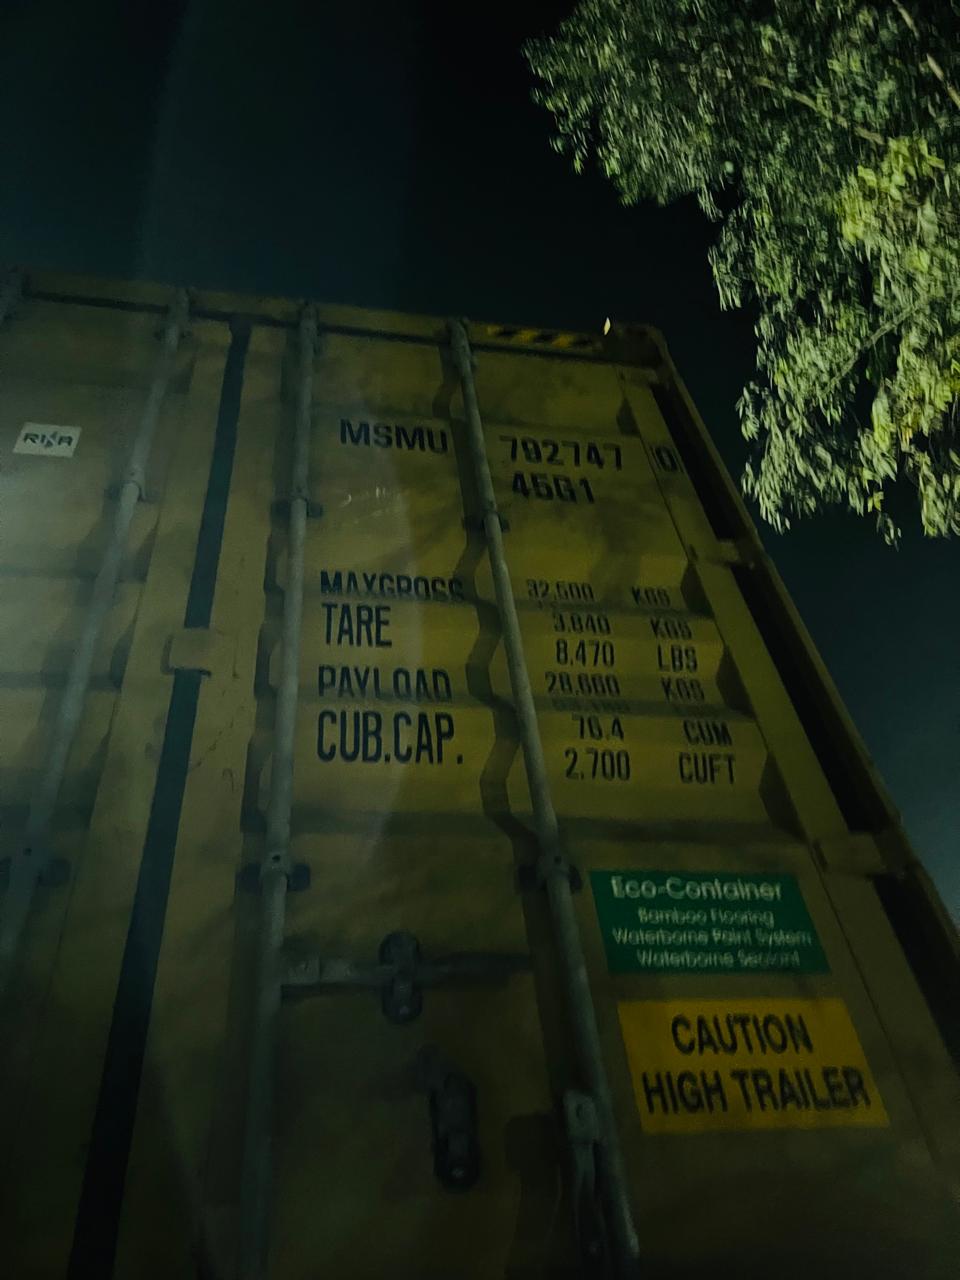 RINA
MSMU 792747 0
45G1
MAXGROSS 32,500 KGS
TARE 3,840 KGS
8,470 LBS
PAYLOAD 28,660 KGS
CUB.CAP. 76.4 CUM
2,700 CUFT
Eco-Container
Bamboo Flooring
Waterborne Paint System
Waterborne Sealant
CAUTION
HIGH TRAILER